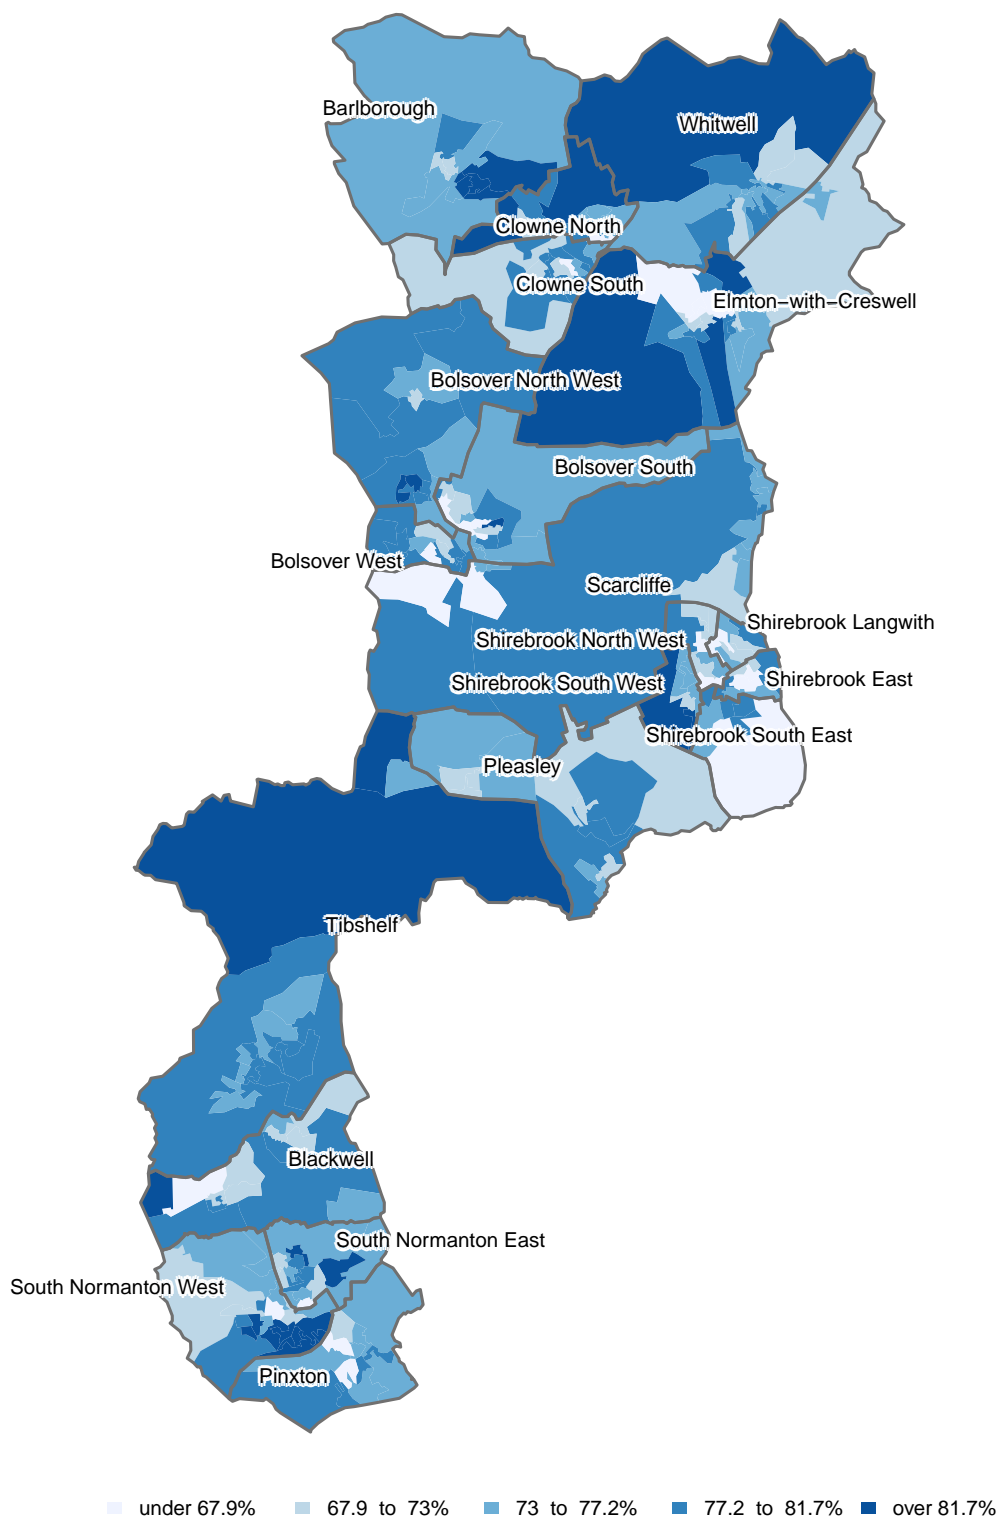 Barlborough
Whitwell
Clowne North
Clowne South
Elmton−with−Creswell
Bolsover North West
Bolsover South
Bolsover West
Scarcliffe
Shirebrook Langwith
Shirebrook North West
Shirebrook East
Shirebrook South West
Shirebrook South East
Pleasley
Tibshelf
Blackwell
South Normanton East
South Normanton West
Pinxton
under 67.9% 67.9 to 73% 73 to 77.2% 77.2 to 81.7% over 81.7%